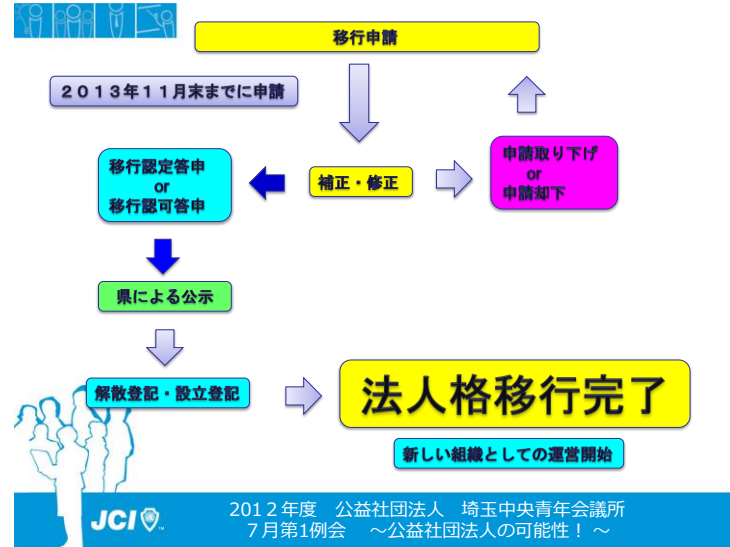 移行申請
２０１３年１１月末までに申請
申請取り下げ
or
申請却下
補正・修正
移行認定答申
or
移行認可答申
県による公示
解散登記・設立登記
法人格移行完了
新しい組織としての運営開始
JCI
201２年度　公益社団法人　埼玉中央青年会議所
７月第1例会　～公益社団法人の可能性！～